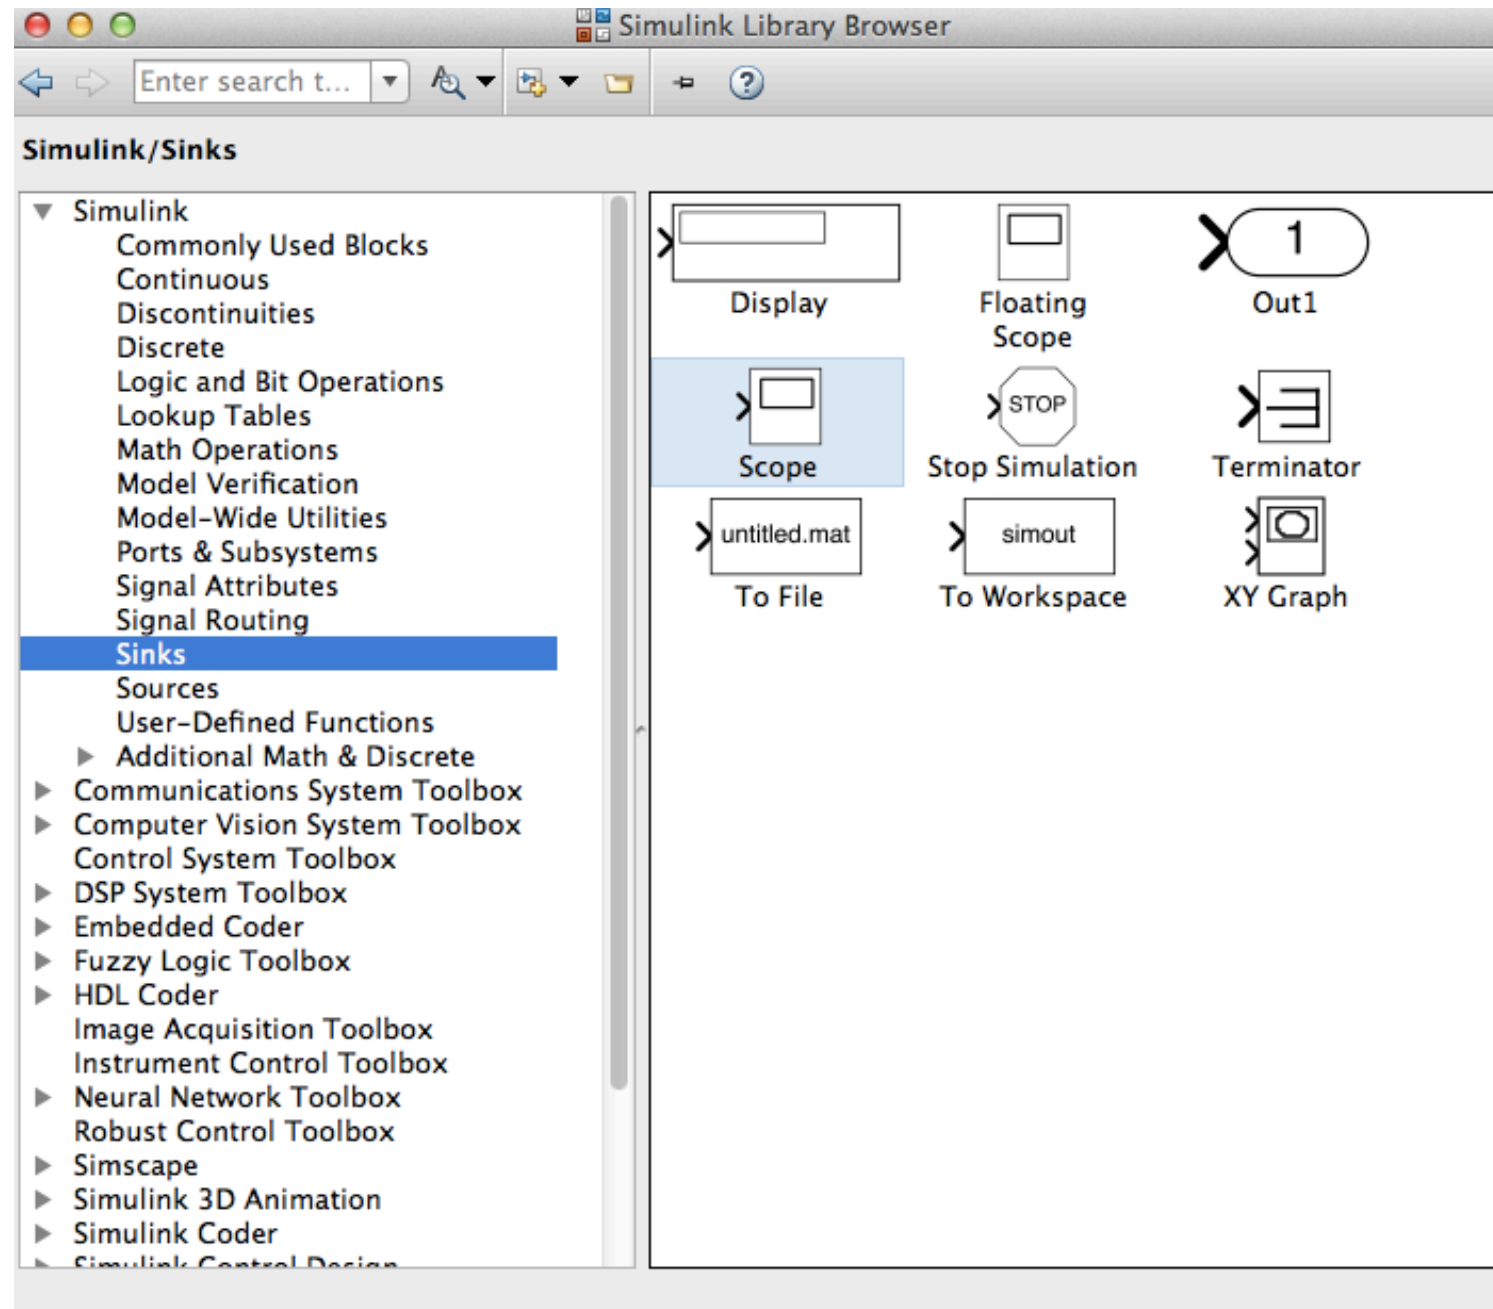 Simulink Library Browser
Enter search t...
Simulink/Sinks
Simulink
Commonly Used Blocks
Continuous
Discontinuities
Discrete
Logic and Bit Operations
Lookup Tables
Math Operations
Model Verification
Model-Wide Utilities
Ports & Subsystems
Signal Attributes
Signal Routing
Sinks
Sources
User-Defined Functions
Additional Math & Discrete
Communications System Toolbox
Computer Vision System Toolbox
Control System Toolbox
DSP System Toolbox
Embedded Coder
Fuzzy Logic Toolbox
HDL Coder
Image Acquisition Toolbox
Instrument Control Toolbox
Neural Network Toolbox
Robust Control Toolbox
Simscape
Simulink 3D Animation
Simulink Coder
Simulink Control Design
1
Display
Floating
Scope
Out1
STOP
Scope
Stop Simulation
Terminator
untitled.mat
simout
To File
To Workspace
XY Graph